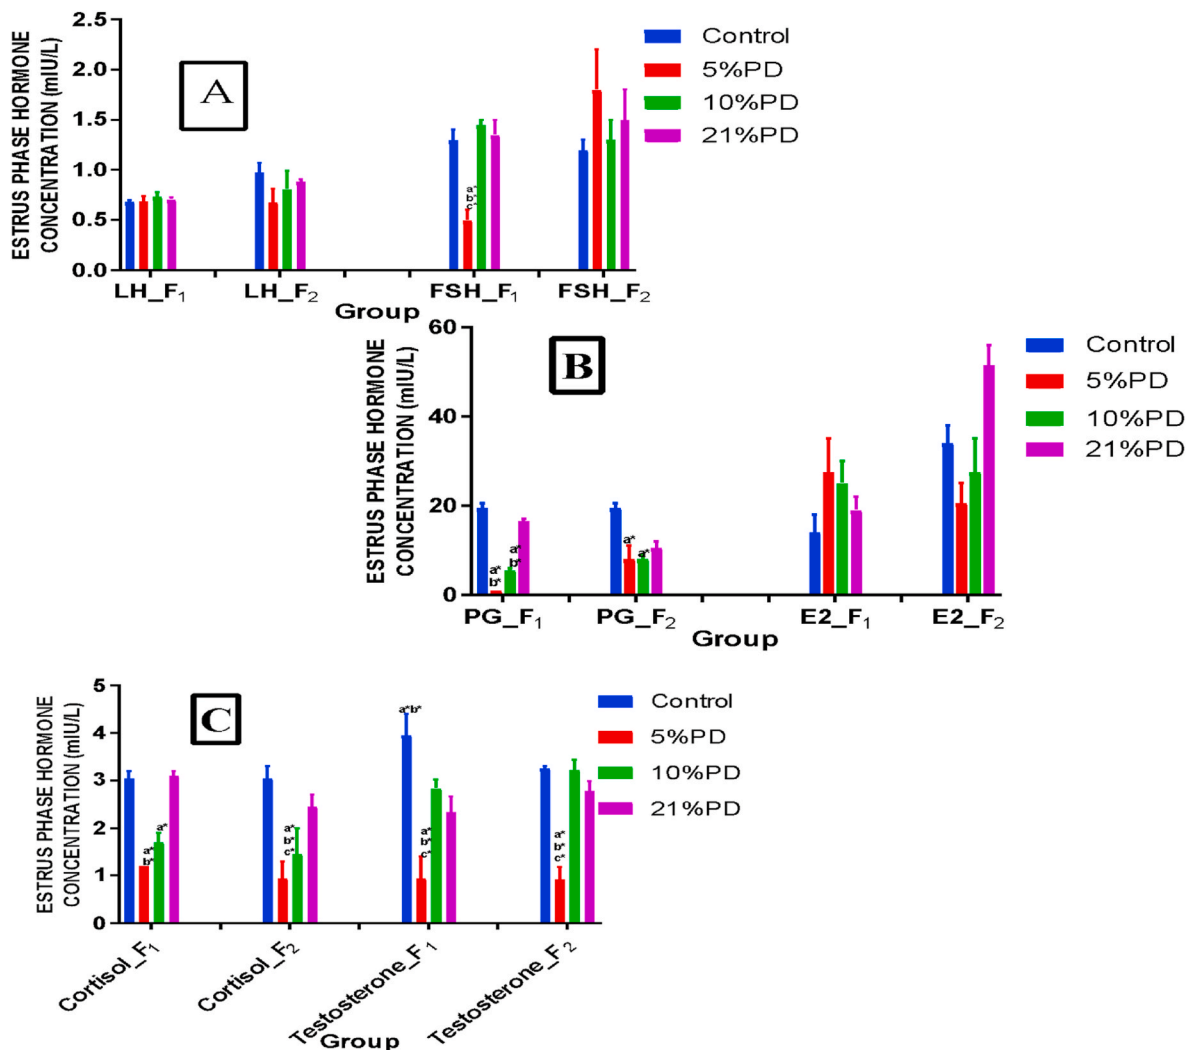 2.5
2.0
1.5
1.0
0.5
0.0
ESTRUS PHASE HORMONE
CONCENTRATION (mIU/L)
A
a*
b*
c*
Control
5%PD
10%PD
21%PD
LH_F1
LH_F2
FSH_F1
FSH_F2
Group
60
40
20
0
ESTRUS PHASE HORMONE
CONCENTRATION (mIU/L)
B
a*
b*
a*
b*
a*
a*
Control
5%PD
10%PD
21%PD
PG_F1
PG_F2
E2_F1
E2_F2
Group
5
4
3
2
1
0
ESTRUS PHASE HORMONE
CONCENTRATION (mIU/L)
C
a*
b*
a*
a*
b*
c*
a*b*
a*
b*
c*
a*
b*
c*
Control
5%PD
10%PD
21%PD
Cortisol_F1
Cortisol_F2
Testosterone_F1
Testosterone_F2
Group